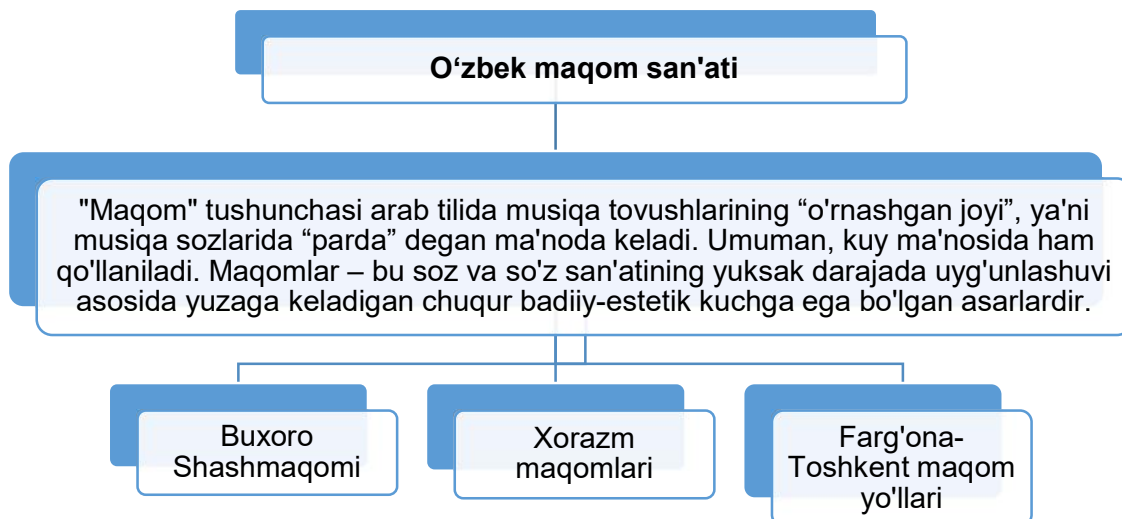 O‘zbek maqom san'ati
"Maqom" tushunchasi arab tilida musiqa tovushlarining “o'rnashgan joyi”, ya'ni
musiqa sozlarida “parda” degan ma'noda keladi. Umuman, kuy ma'nosida ham
qo'llaniladi. Maqomlar – bu soz va so'z san'atining yuksak darajada uyg'unlashuvi
asosida yuzaga keladigan chuqur badiiy-estetik kuchga ega bo'lgan asarlardir.
Buxoro
Shashmaqomi
Xorazm
maqomlari
Farg'ona-
Toshkent maqom
yo'llari